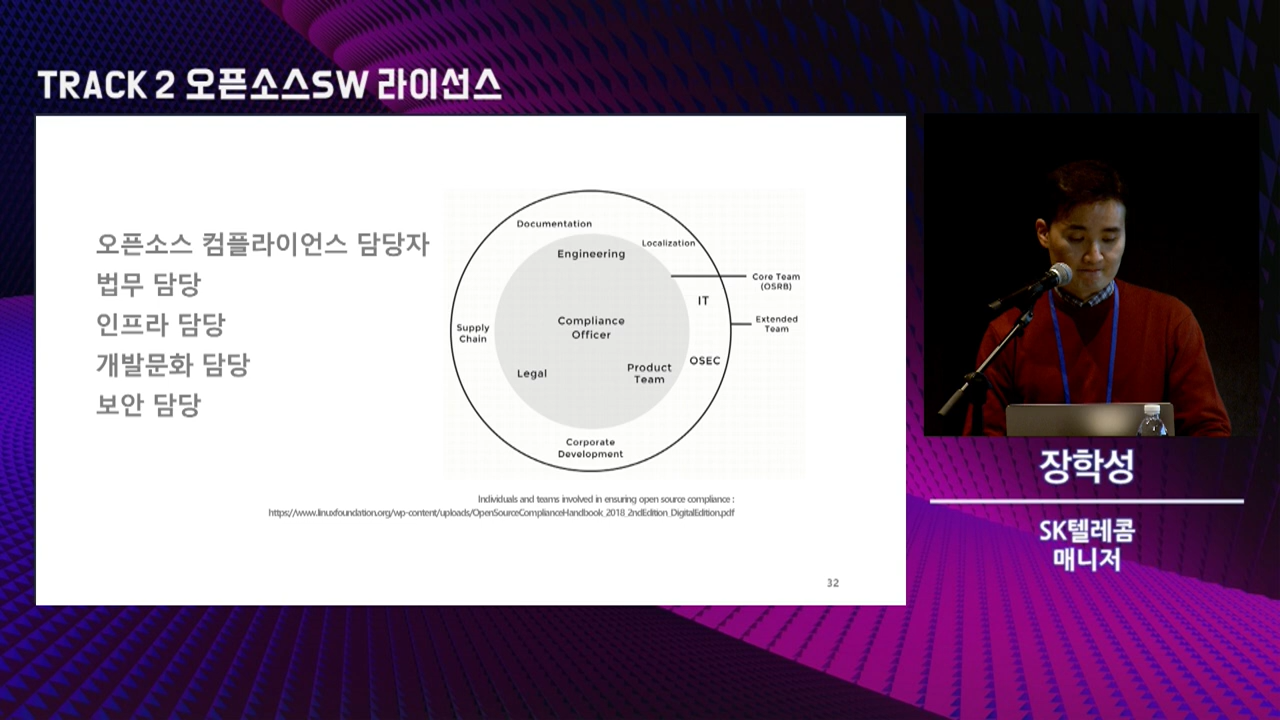 TRACK 2 오픈소스SW 라이선스
오픈소스 컴플라이언스 담당자
법무 담당
인프라 담당
개발문화 담당
보안 담당
Documentation
Localization
Engineering
Core Team
(OSRB)
IT
Extended
Team
Compliance
Officer
Supply
Chain
OSEC
Legal
Product
Team
Corporate
Development
Individuals and teams involved in ensuring open source compliance :
https://www.linuxfoundation.org/wp-content/uploads/OpenSourceComplianceHandbook_2018_2ndEdition_DigitalEdition.pdf
32
장학성
SK텔레콤
매니저